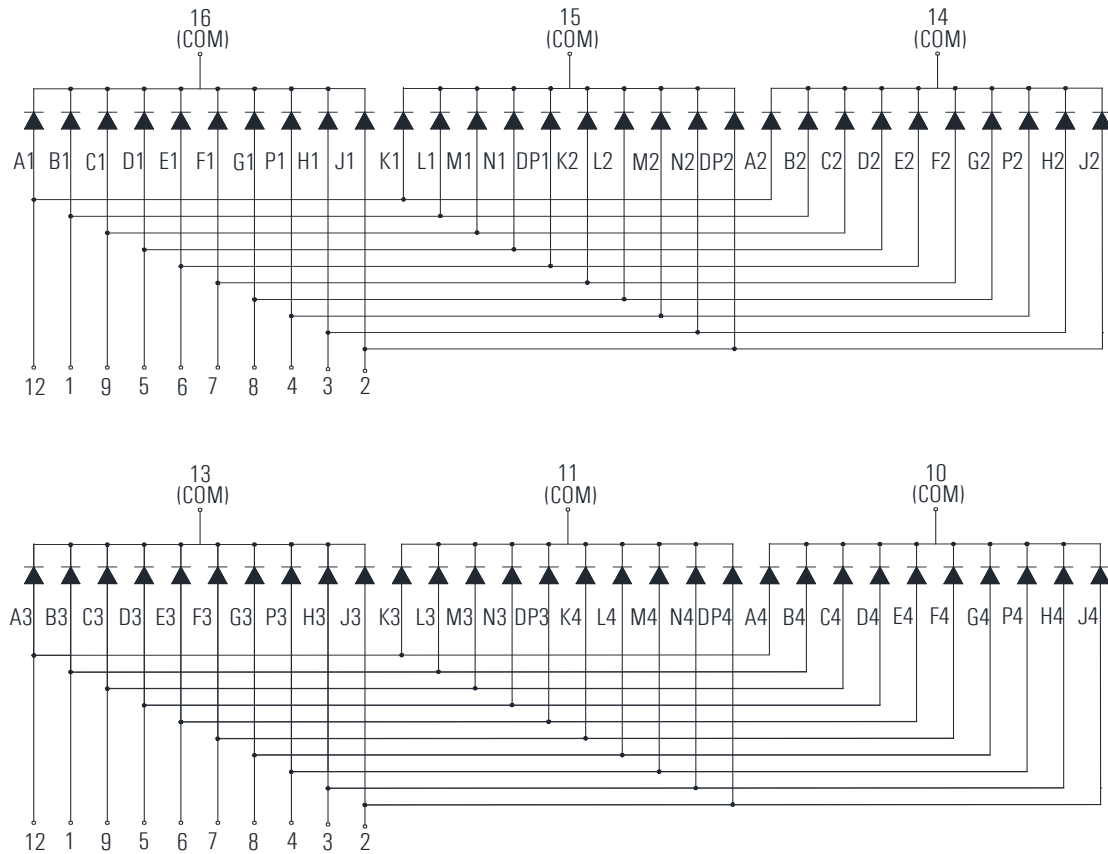 16 15 14
(COM) (COM) (COM)
A1 B1 C1 D1 E1 F1 G1 P1 H1 J1 K1 L1 M1 N1 DP1 K2 L2 M2 N2 DP2 A2 B2 C2 D2 E2 F2 G2 P2 H2 J2
12 1 9 5 6 7 8 4 3 2
13 11 10
(COM) (COM) (COM)
A3 B3 C3 D3 E3 F3 G3 P3 H3 J3 K3 L3 M3 N3 DP3 K4 L4 M4 N4 DP4 A4 B4 C4 D4 E4 F4 G4 P4 H4 J4
12 1 9 5 6 7 8 4 3 2